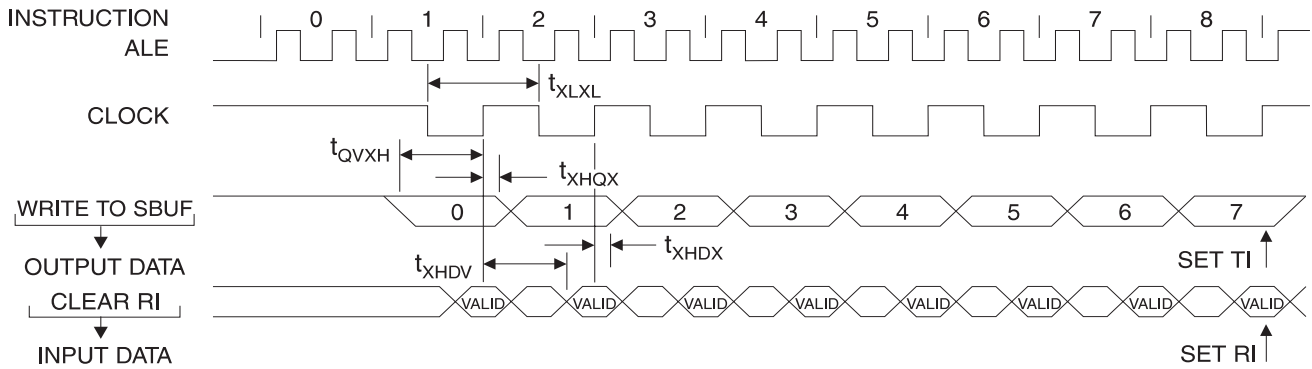 INSTRUCTION 0 1 2 3 4 5 6 7 8
ALE
tXLXL
CLOCK
tQVXH
tXHQX
WRITE TO SBUF 0 1 2 3 4 5 6 7
tXHDX
OUTPUT DATA
tXHDV
SET TI
CLEAR RI VALID VALID VALID VALID VALID VALID VALID VALID
INPUT DATA
SET RI